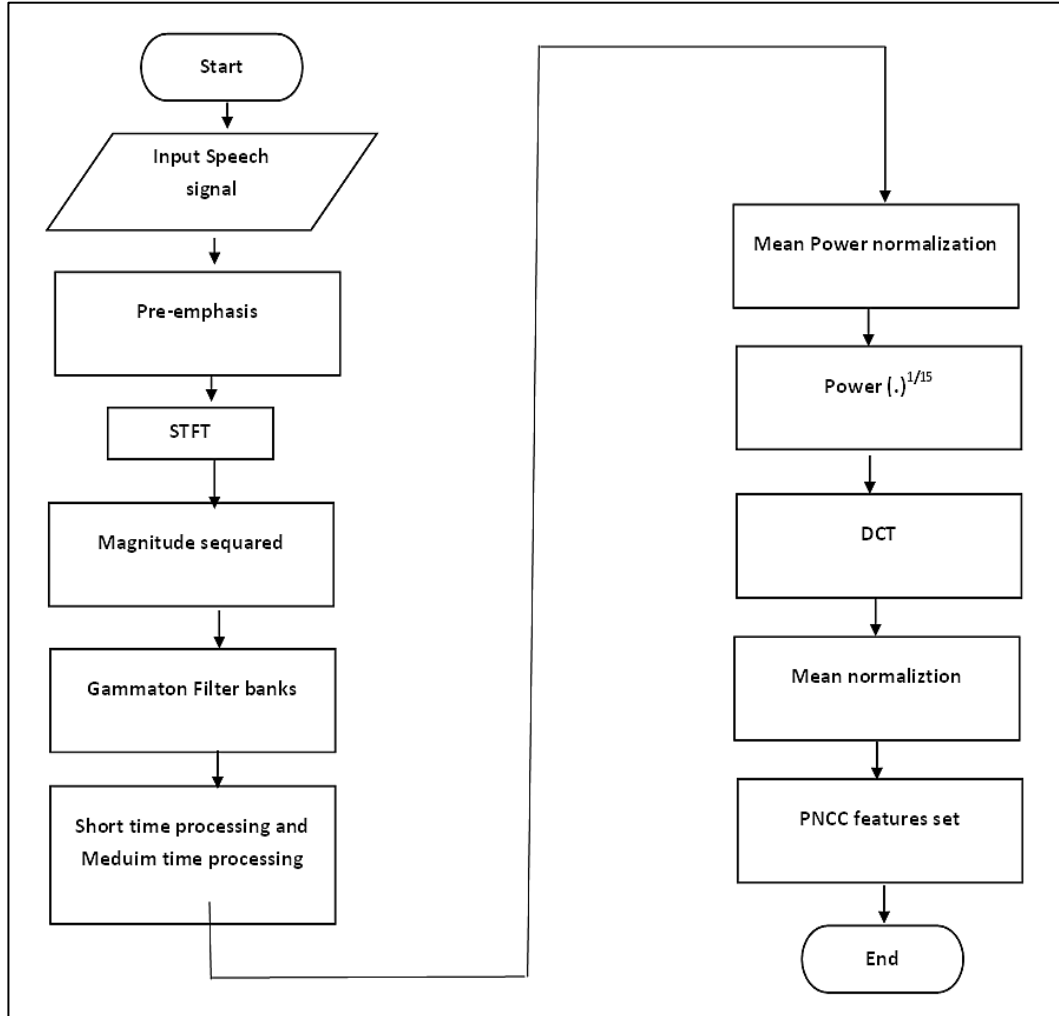 Start
Input Speech
signal
Pre-emphasis
STFT
Magnitude sequared
Gammaton Filter banks
Short time processing and
Meduim time processing
Mean Power normalization
Power (.)^1/15
DCT
Mean normaliztion
PNCC features set
End